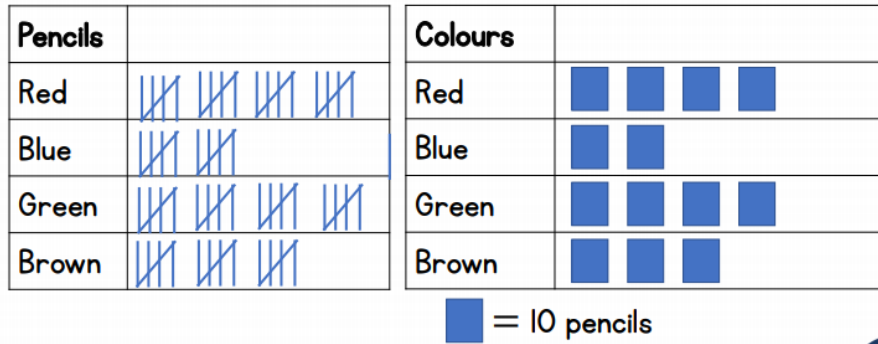 Pencils
Red
Blue
Green
Brown
Colours
Red
Blue
Green
Brown
= 10 pencils